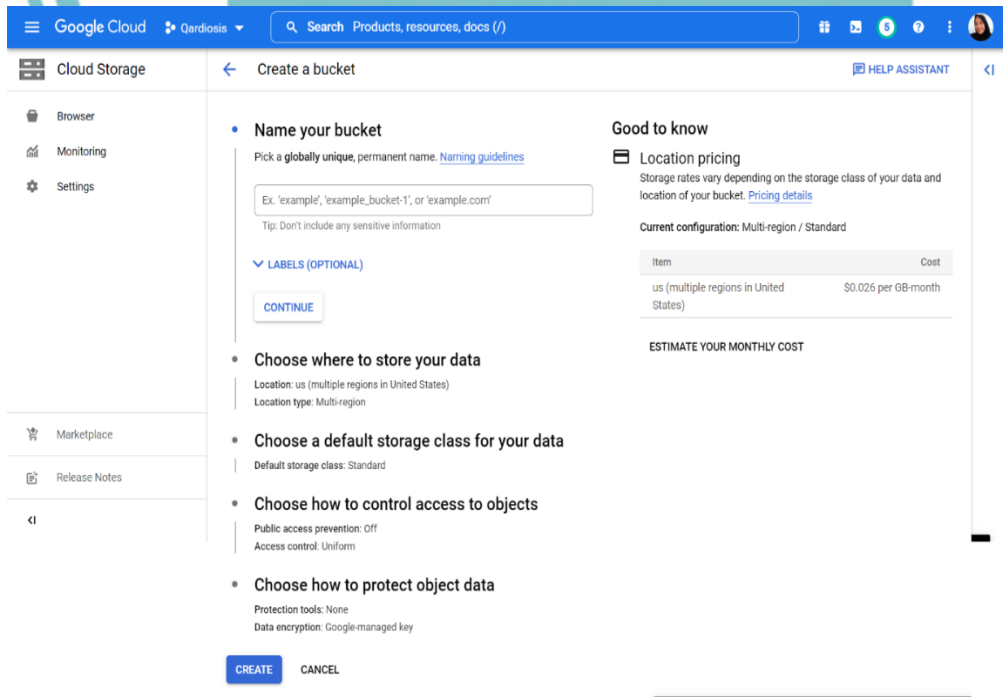 Google Cloud
Qardiosis
Search Products, resources, docs (/)
5
Cloud Storage
Create a bucket
HELP ASSISTANT
Browser
Monitoring
Settings
Marketplace
Release Notes
Name your bucket
Pick a globally unique, permanent name. Naming guidelines
Ex. 'example', 'example_bucket-1', or 'example.com'
Tip: Don't include any sensitive information
LABELS (OPTIONAL)
CONTINUE
Choose where to store your data
Location: us (multiple regions in United States)
Location type: Multi-region
Choose a default storage class for your data
Default storage class: Standard
Choose how to control access to objects
Public access prevention: Off
Access control: Uniform
Choose how to protect object data
Protection tools: None
Data encryption: Google-managed key
CREATE
CANCEL
Good to know
Location pricing
Storage rates vary depending on the storage class of your data and
location of your bucket. Pricing details
Current configuration: Multi-region / Standard
Item Cost
us (multiple regions in United $0.026 per GB-month
States)
ESTIMATE YOUR MONTHLY COST